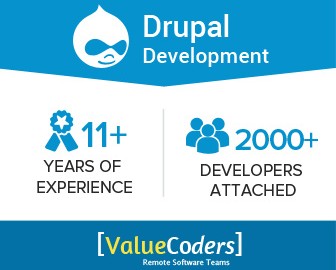 Drupal
Development
11+
YEARS OF
EXPERIENCE
2000+
DEVELOPERS
ATTACHED
[ValueCoders]
Remote Software Teams